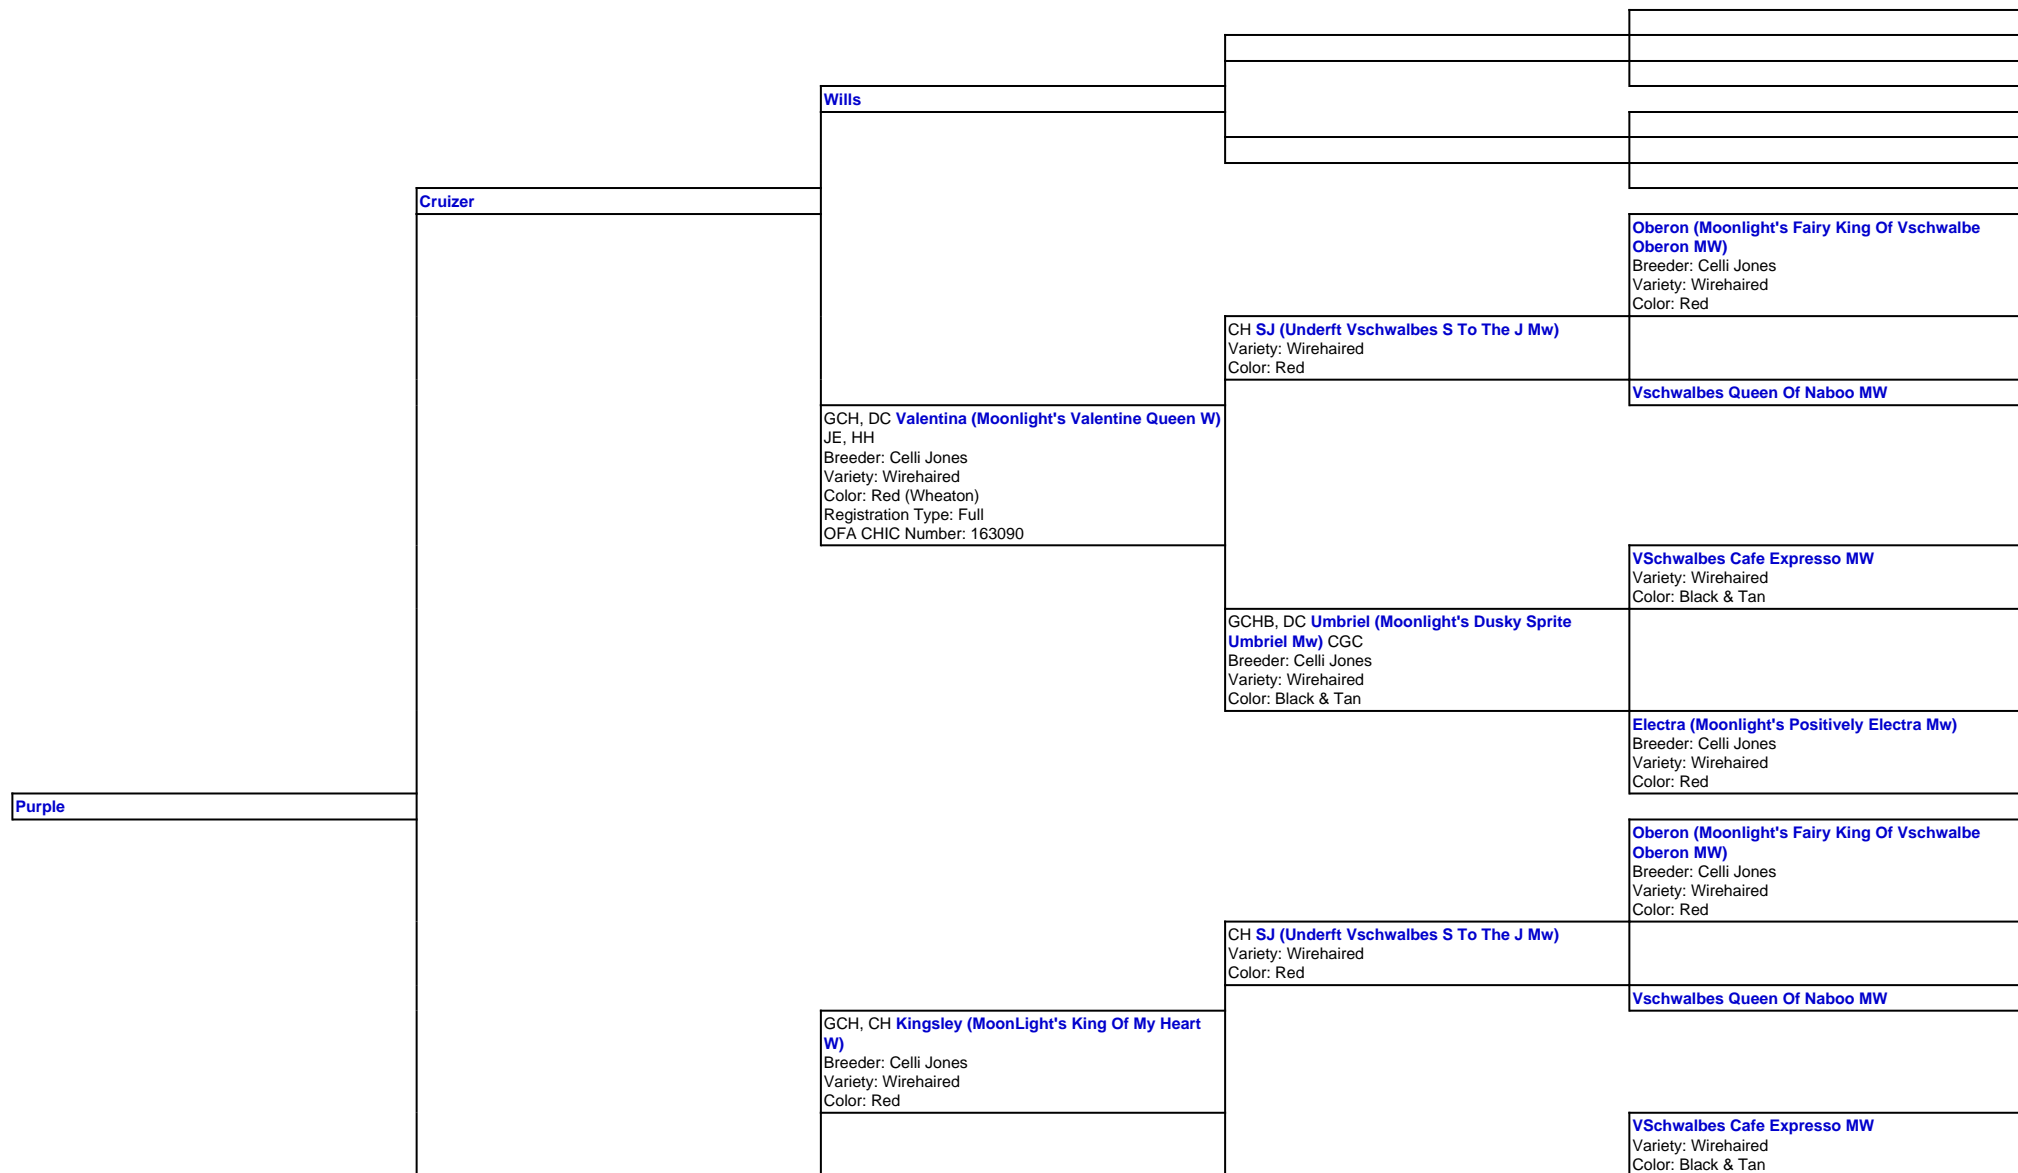 Wills
Cruizer
Oberon (Moonlight's Fairy King Of Vschwalbe
Oberon MW)
Breeder: Celli Jones
Variety: Wirehaired
Color: Red
CH SJ (Underft Vschwalbes S To The J Mw)
Variety: Wirehaired
Color: Red
Vschwalbes Queen Of Naboo MW
GCH, DC Valentina (Moonlight's Valentine Queen W)
JE, HH
Breeder: Celli Jones
Variety: Wirehaired
Color: Red (Wheaton)
Registration Type: Full
OFA CHIC Number: 163090
VSchwalbes Cafe Expresso MW
Variety: Wirehaired
Color: Black & Tan
GCHB, DC Umbriel (Moonlight's Dusky Sprite
Umbriel Mw) CGC
Breeder: Celli Jones
Variety: Wirehaired
Color: Black & Tan
Electra (Moonlight's Positively Electra Mw)
Breeder: Celli Jones
Variety: Wirehaired
Color: Red
Purple
Oberon (Moonlight's Fairy King Of Vschwalbe
Oberon MW)
Breeder: Celli Jones
Variety: Wirehaired
Color: Red
CH SJ (Underft Vschwalbes S To The J Mw)
Variety: Wirehaired
Color: Red
Vschwalbes Queen Of Naboo MW
GCH, CH Kingsley (MoonLight's King Of My Heart
W)
Breeder: Celli Jones
Variety: Wirehaired
Color: Red
VSchwalbes Cafe Expresso MW
Variety: Wirehaired
Color: Black & Tan